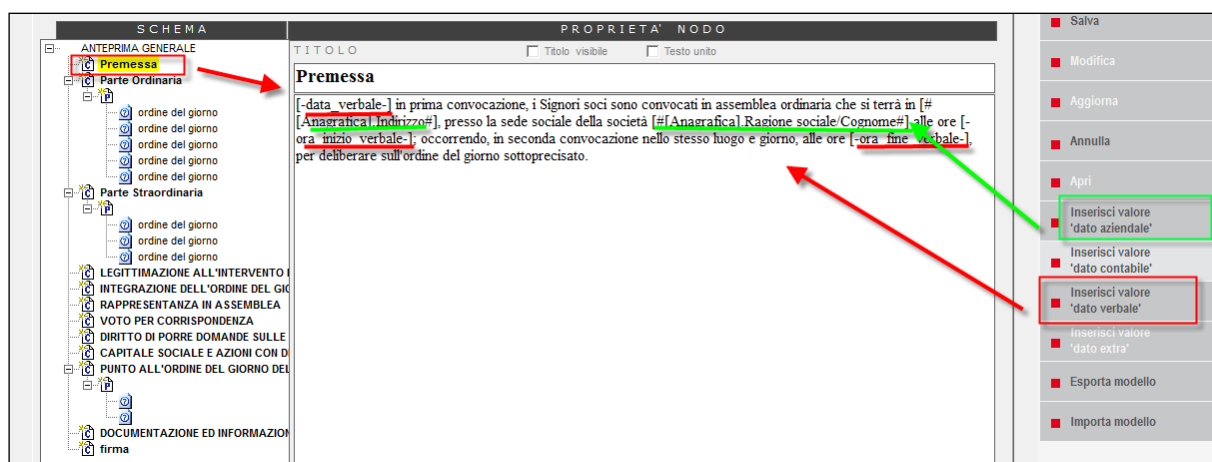 SCHEMA
ANTEPRIMA GENERALE
Premessa
Parte Ordinaria
ordine del giorno
ordine del giorno
ordine del giorno
ordine del giorno
ordine del giorno
Parte Straordinaria
ordine del giorno
ordine del giorno
ordine del giorno
LEGITTIMAZIONE ALL'INTERVENTO
INTEGRAZIONE DELL'ORDINE DEL GIO
RAPPRESENTANZA IN ASSEMBLEA
VOTO PER CORRISPONDENZA
DIRITTO DI PORRE DOMANDE SULLE
CAPITALE SOCIALE E AZIONI CON D
PUNTO ALL'ORDINE DEL GIORNO DEL
DOCUMENTAZIONE ED INFORMAZION
firma
PROPRIETA' NODO
TITOLO Titolo visibile Testo unito
Premessa
[-data_verbale-] in prima convocazione, i Signori soci sono convocati in assemblea ordinaria che si terrà in [#
[Anagrafica].Indirizzo#], presso la sede sociale della società [#[Anagrafica].Ragione sociale/Cognome#] alle ore [-
ora_inizio_verbale-]; occorrendo, in seconda convocazione nello stesso luogo e giorno, alle ore [-ora_fine_verbale-],
per deliberare sull'ordine del giorno sottoprecisato.
Salva
Modifica
Aggiorna
Annulla
Apri
Inserisci valore
'dato aziendale'
Inserisci valore
'dato contabile'
Inserisci valore
'dato verbale'
Inserisci valore
'dato extra'
Esporta modello
Importa modello